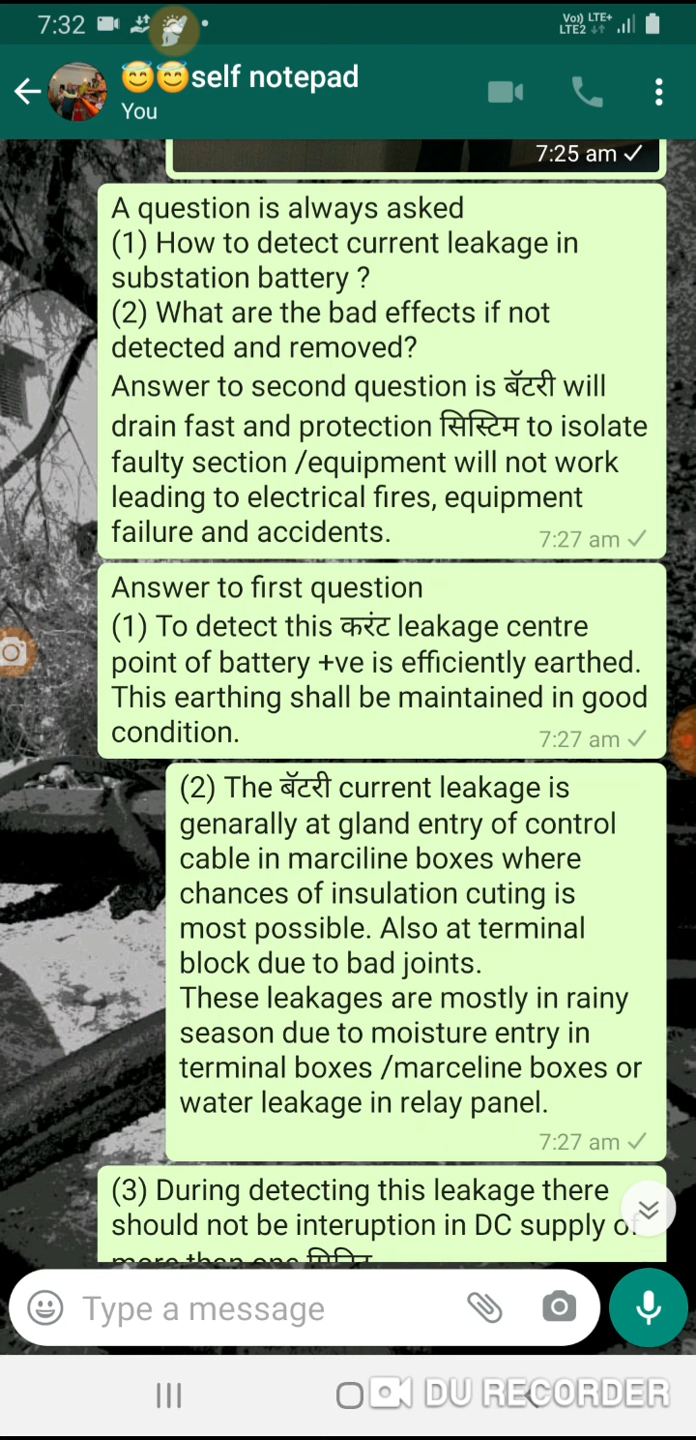 7:32
Vo)) LTE+
LTE2
😇😇self notepad
You
7:25 am
A question is always asked
(1) How to detect current leakage in
substation battery ?
(2) What are the bad effects if not
detected and removed?
Answer to second question is बॅटरी will
drain fast and protection सिस्टिम to isolate
faulty section /equipment will not work
leading to electrical fires, equipment
failure and accidents.
7:27 am
Answer to first question
(1) To detect this करंट leakage centre
point of battery +ve is efficiently earthed.
This earthing shall be maintained in good
condition.
7:27 am
(2) The बॅटरी current leakage is
genarally at gland entry of control
cable in marciline boxes where
chances of insulation cuting is
most possible. Also at terminal
block due to bad joints.
These leakages are mostly in rainy
season due to moisture entry in
terminal boxes /marceline boxes or
water leakage in relay panel.
7:27 am
(3) During detecting this leakage there
should not be interuption in DC supply of
more than one मिनिट
Type a message
DU RECORDER